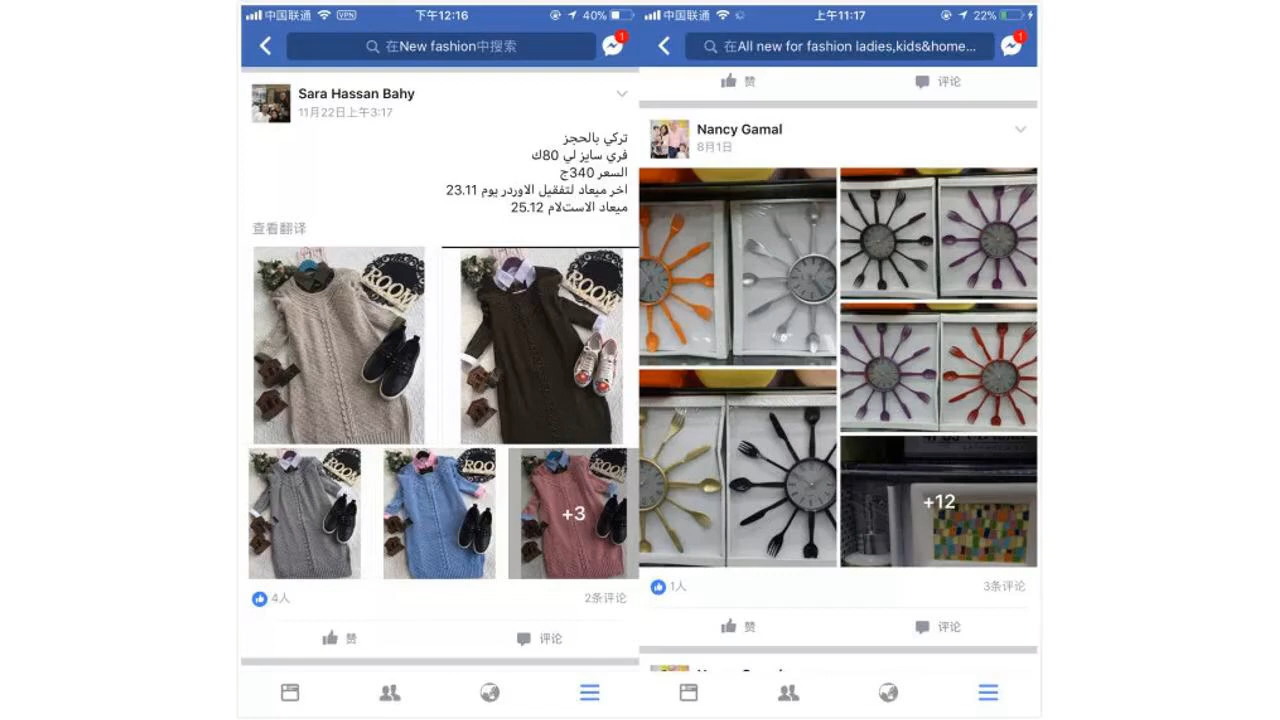 中国联通
VPN
下午12:16
40%
在New fashion中搜索
1
Sara Hassan Bahy
11月22日上午3:17
تركي بالحجز
فري سايز لي 80ك
السعر 340ج
اخر ميعاد لتفقيل الاوردر يوم 23.11
ميعاد الاستلام 25.12
查看翻译
ROOM
ROOM
ROO
ROO
+3
4人
2条评论
赞
评论
中国联通
上午11:17
22%
在All new for fashion ladies,kids&home...
1
赞
评论
Nancy Gamal
8月1日
+12
1人
3条评论
赞
评论